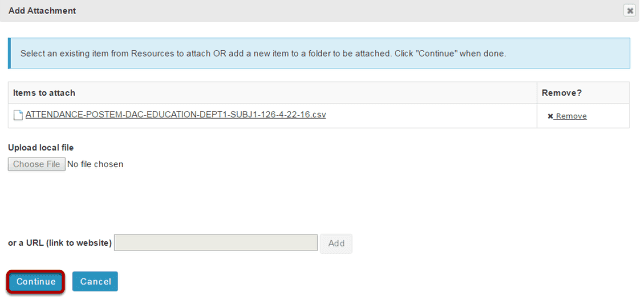 Add Attachment
Select an existing item from Resources to attach OR add a new item to a folder to be attached. Click "Continue" when done.
Items to attach Remove?
ATTENDANCE-POSTEM-DAC-EDUCATION-DEPT1-SUBJ1-126-4-22-16.csv Remove
Upload local file
Choose File No file chosen
or a URL (link to website) Add
Continue Cancel